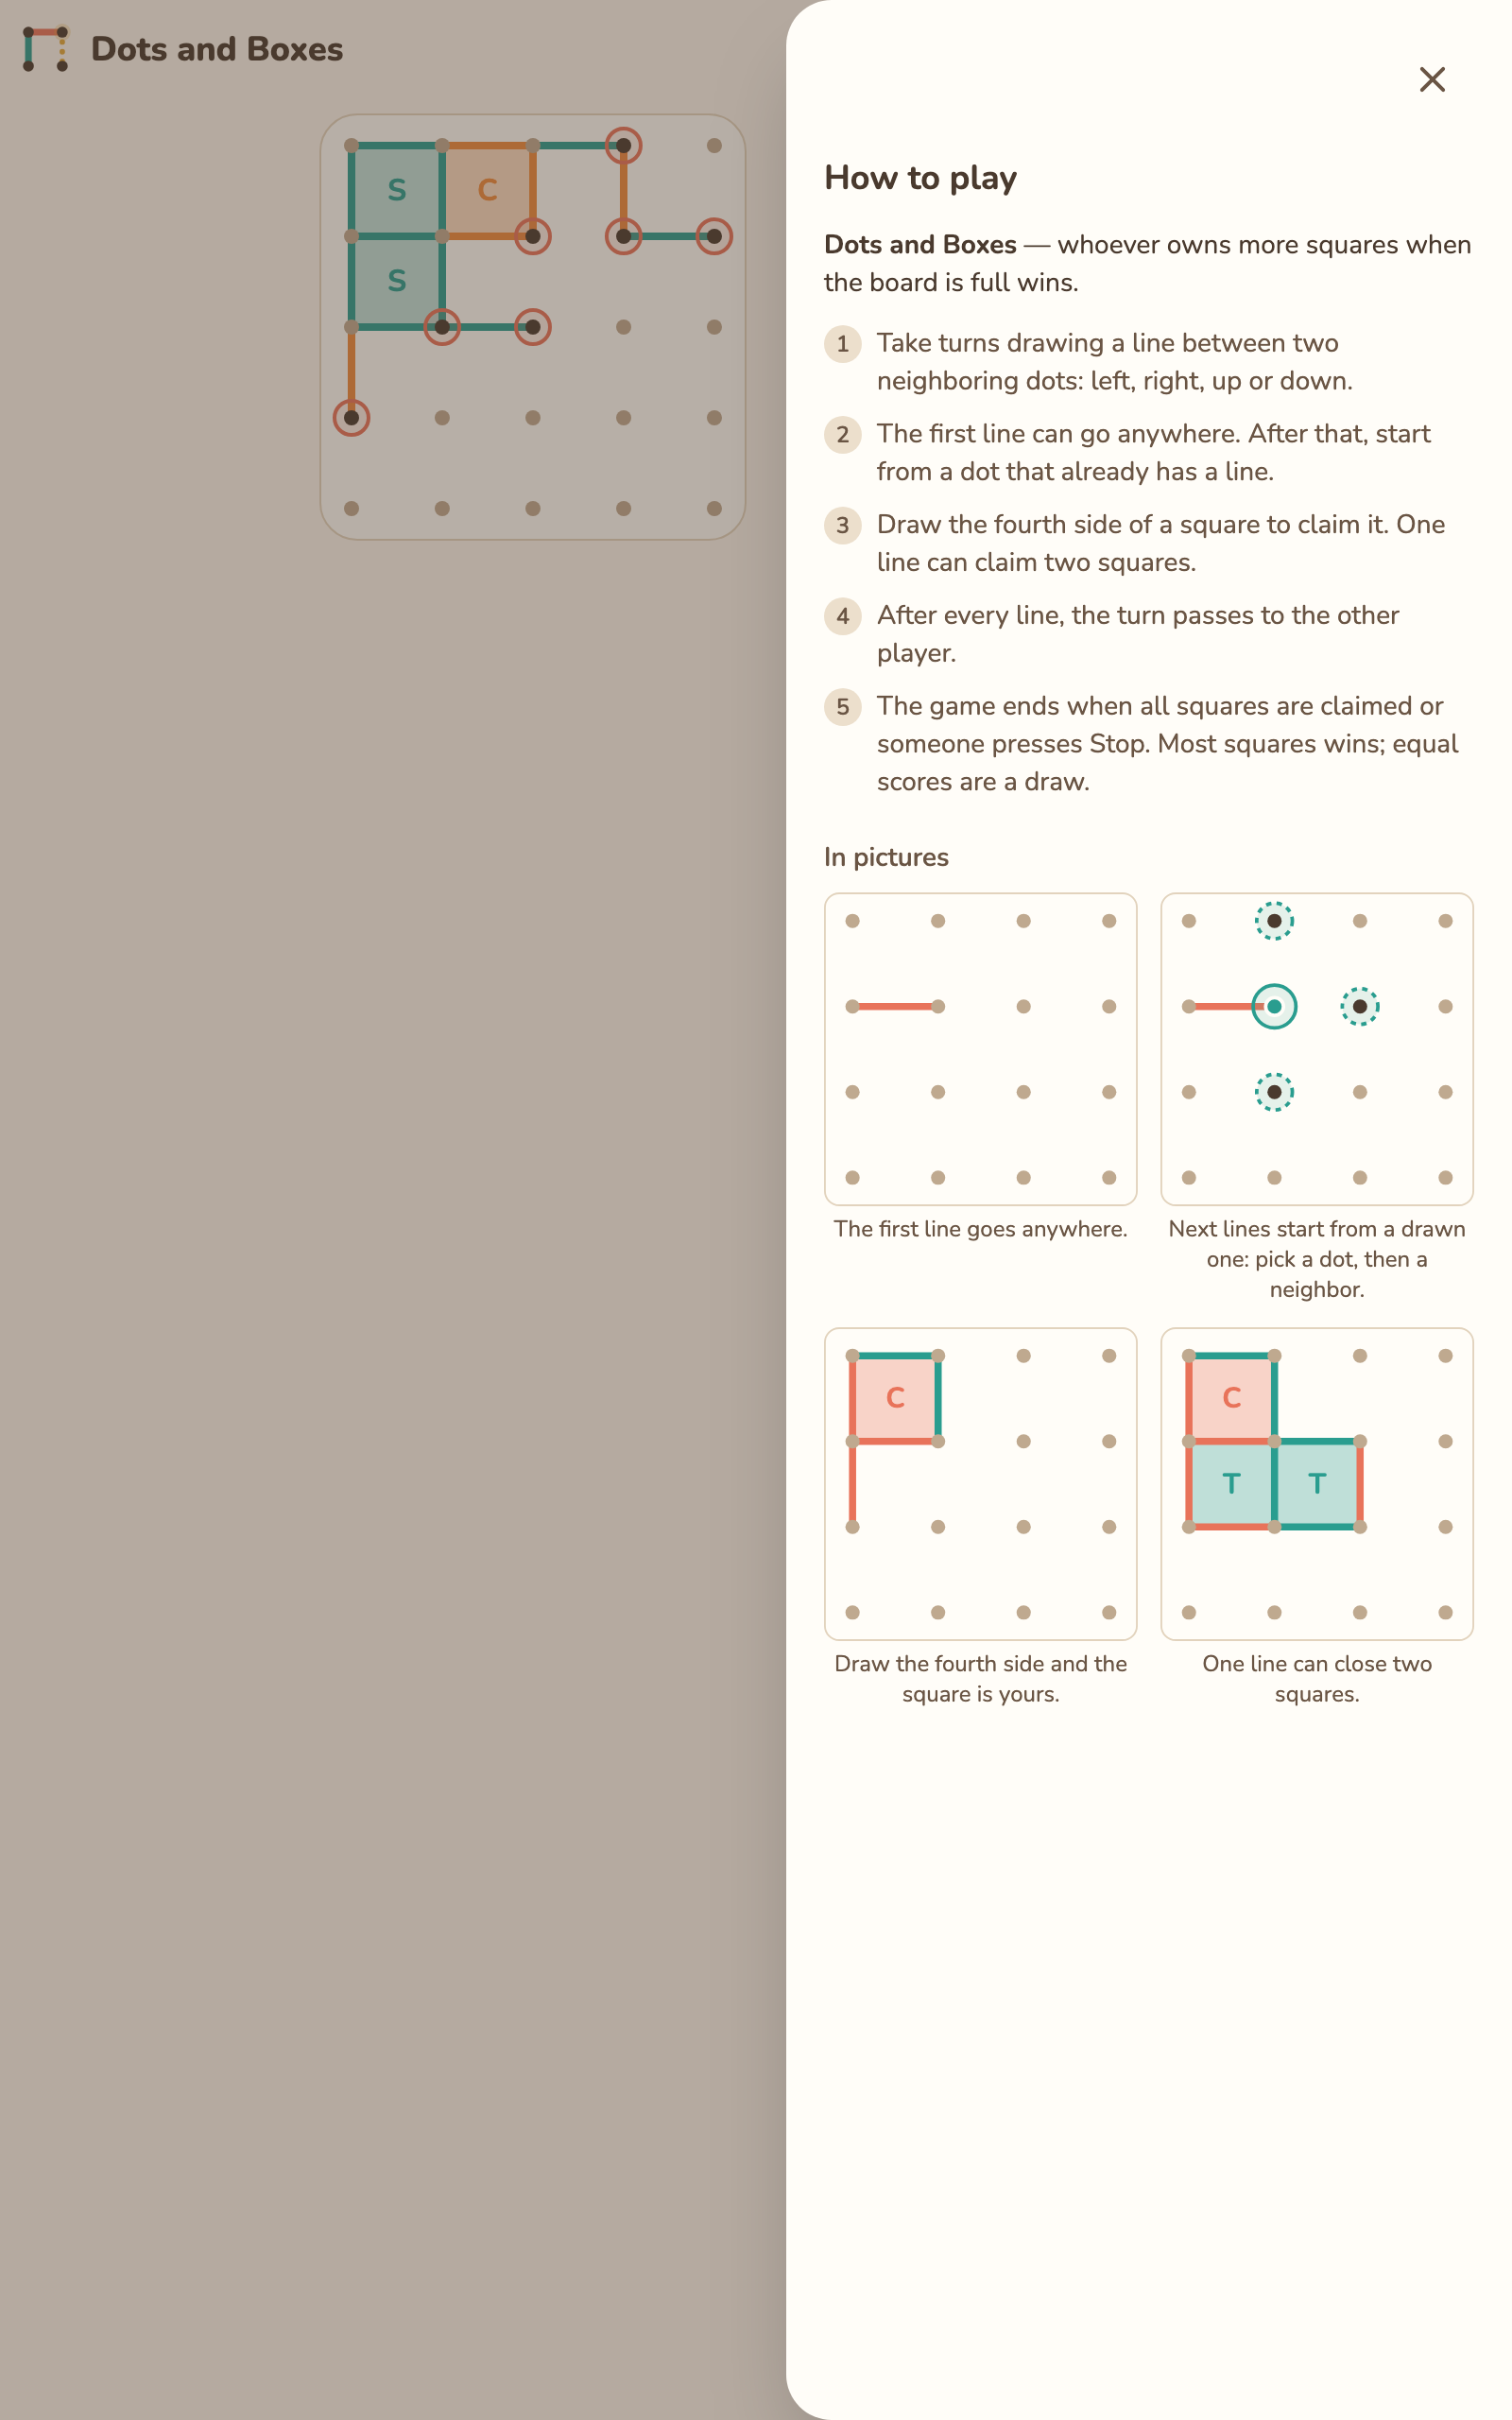 Dots and Boxes
S C
S
How to play
Dots and Boxes — whoever owns more squares when
the board is full wins.
1 Take turns drawing a line between two
neighboring dots: left, right, up or down.
2 The first line can go anywhere. After that, start
from a dot that already has a line.
3 Draw the fourth side of a square to claim it. One
line can claim two squares.
4 After every line, the turn passes to the other
player.
5 The game ends when all squares are claimed or
someone presses Stop. Most squares wins; equal
scores are a draw.
In pictures
The first line goes anywhere.
Next lines start from a drawn
one: pick a dot, then a
neighbor.
C
Draw the fourth side and the
square is yours.
C
T T
One line can close two
squares.